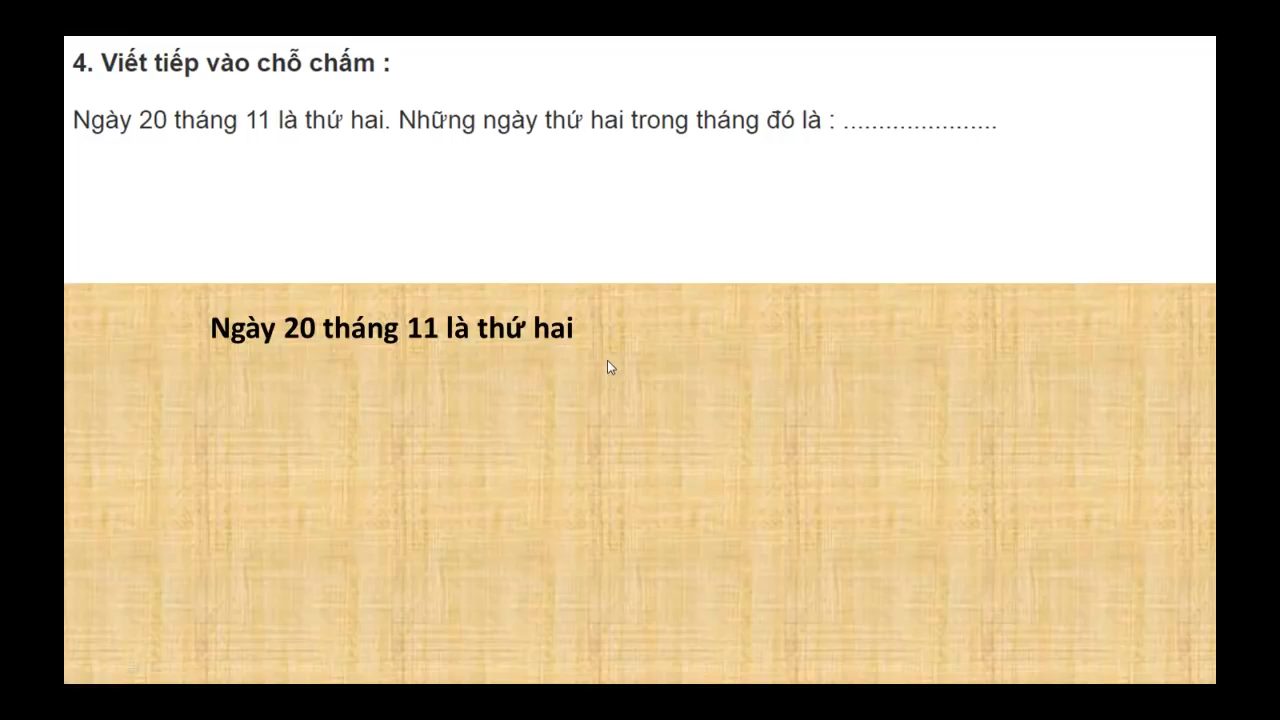 4. Viết tiếp vào chỗ chấm :
Ngày 20 tháng 11 là thứ hai. Những ngày thứ hai trong tháng đó là : ......................
Ngày 20 tháng 11 là thứ hai